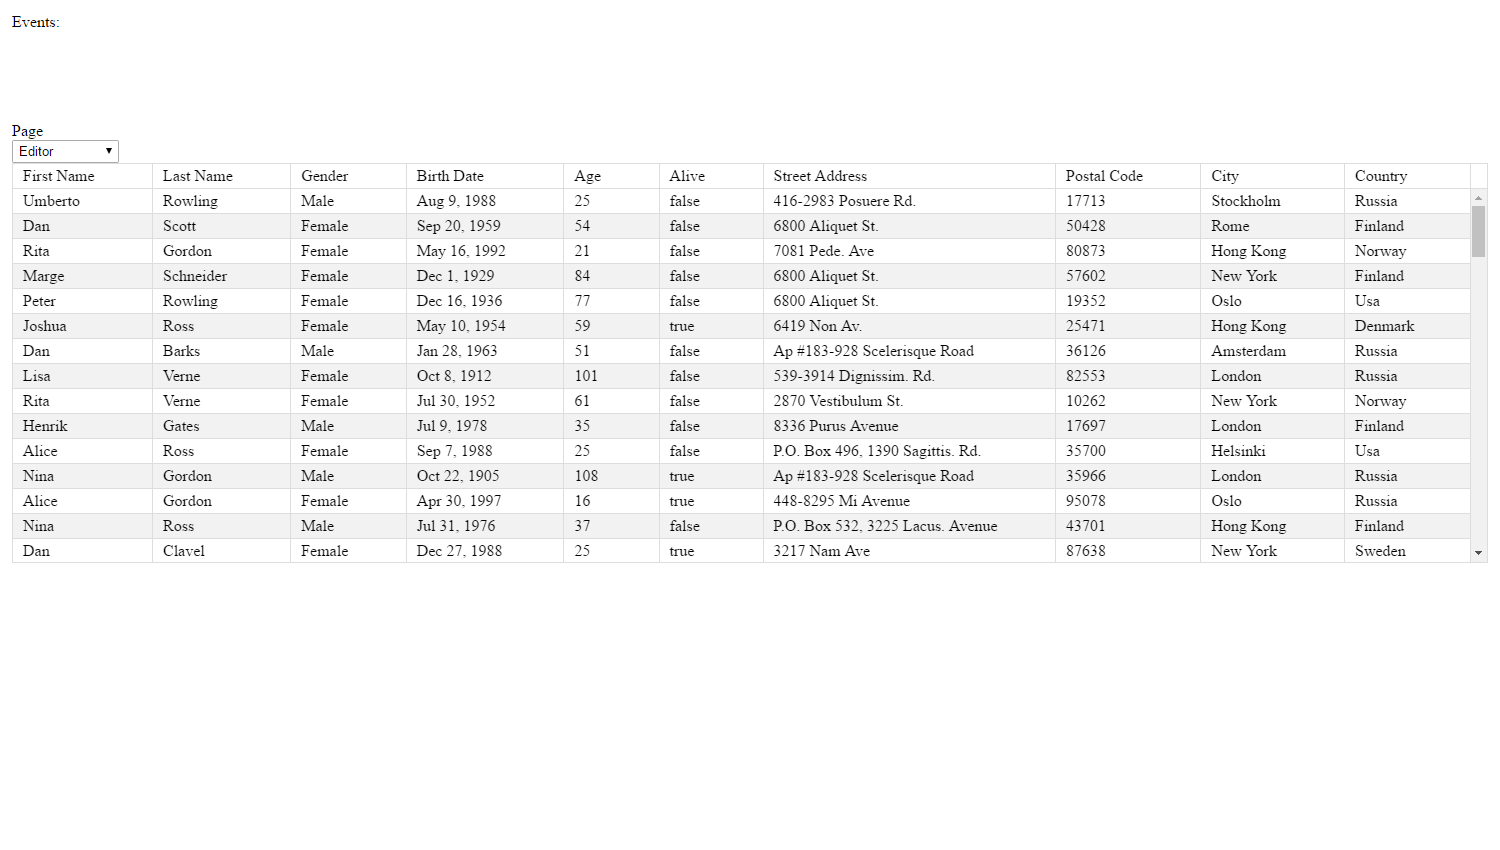 Events:
Page
Editor
First Name Last Name Gender Birth Date Age Alive Street Address Postal Code City Country
Umberto Rowling Male Aug 9, 1988 25 false 416-2983 Posuere Rd. 17713 Stockholm Russia
Dan Scott Female Sep 20, 1959 54 false 6800 Aliquet St. 50428 Rome Finland
Rita Gordon Female May 16, 1992 21 false 7081 Pede. Ave 80873 Hong Kong Norway
Marge Schneider Female Dec 1, 1929 84 false 6800 Aliquet St. 57602 New York Finland
Peter Rowling Female Dec 16, 1936 77 false 6800 Aliquet St. 19352 Oslo Usa
Joshua Ross Female May 10, 1954 59 true 6419 Non Av. 25471 Hong Kong Denmark
Dan Barks Male Jan 28, 1963 51 false Ap #183-928 Scelerisque Road 36126 Amsterdam Russia
Lisa Verne Female Oct 8, 1912 101 false 539-3914 Dignissim. Rd. 82553 London Russia
Rita Verne Female Jul 30, 1952 61 false 2870 Vestibulum St. 10262 New York Norway
Henrik Gates Male Jul 9, 1978 35 false 8336 Purus Avenue 17697 London Finland
Alice Ross Female Sep 7, 1988 25 false P.O. Box 496, 1390 Sagittis. Rd. 35700 Helsinki Usa
Nina Gordon Male Oct 22, 1905 108 true Ap #183-928 Scelerisque Road 35966 London Russia
Alice Gordon Female Apr 30, 1997 16 true 448-8295 Mi Avenue 95078 Oslo Russia
Nina Ross Male Jul 31, 1976 37 false P.O. Box 532, 3225 Lacus. Avenue 43701 Hong Kong Finland
Dan Clavel Female Dec 27, 1988 25 true 3217 Nam Ave 87638 New York Sweden